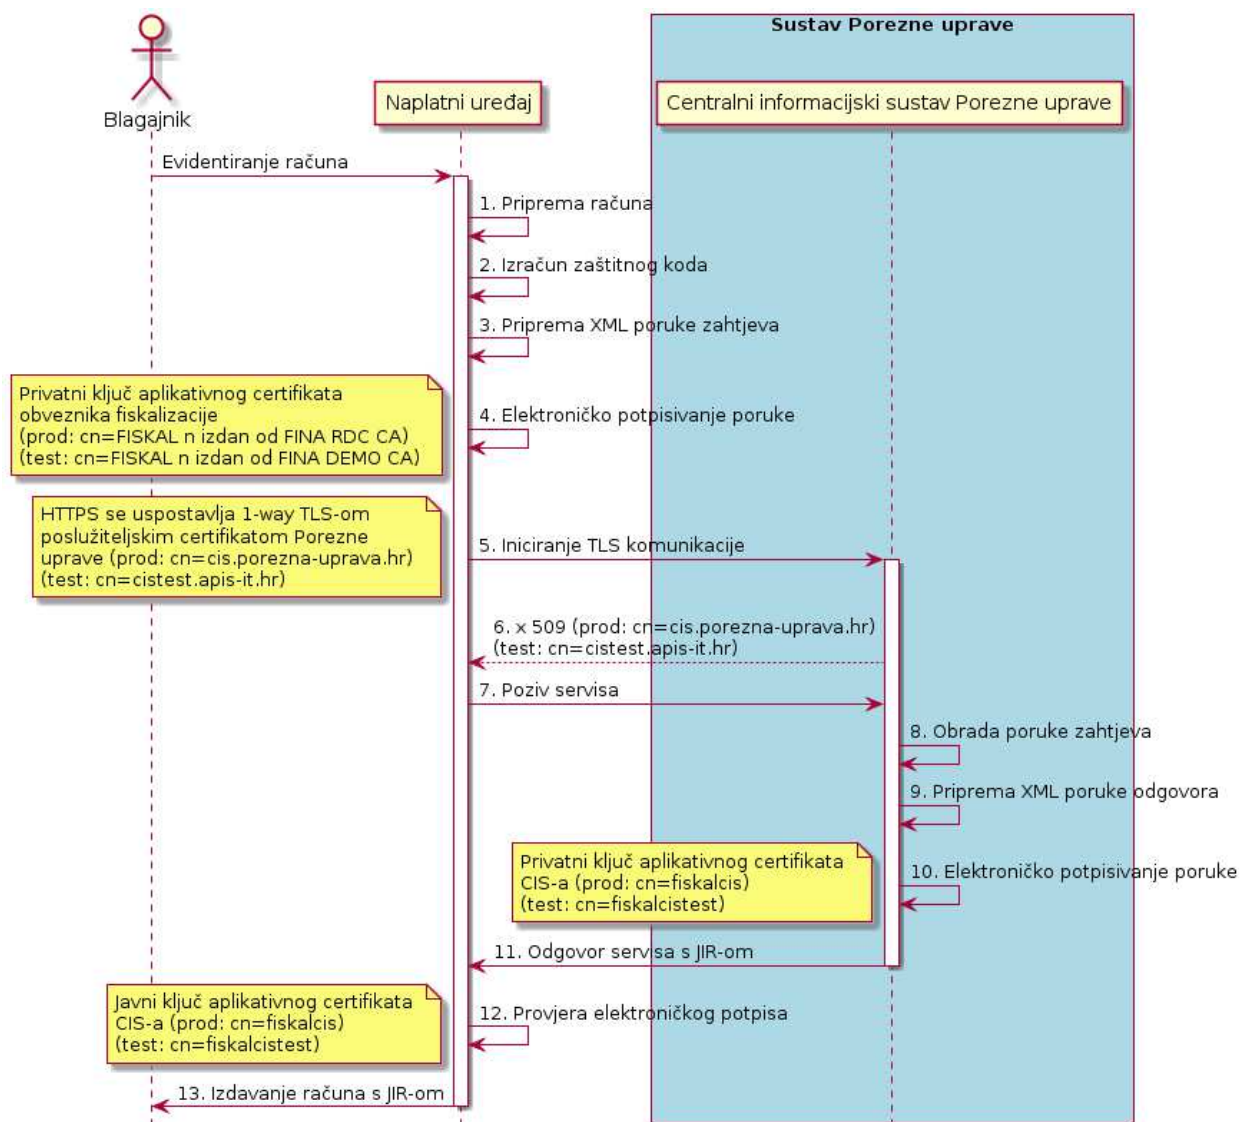 Sustav Porezne uprave
Blagajnik
Naplatni uređaj
Centralni informacijski sustav Porezne uprave
Evidentiranje računa
1. Priprema računa
2. Izračun zaštitnog koda
3. Priprema XML poruke zahtjeva
Privatni ključ aplikativnog certifikata
obveznika fiskalizacije
(prod: cn=FISKAL n izdan od FINA RDC CA)
(test: cn=FISKAL n izdan od FINA DEMO CA)
4. Elektroničko potpisivanje poruke
HTTPS se uspostavlja 1-way TLS-om
poslužiteljskim certifikatom Porezne
uprave (prod: cn=cis.porezna-uprava.hr)
(test: cn=cistest.apis-it.hr)
5. Iniciranje TLS komunikacije
6. x 509 (prod: cn=cis.porezna-uprava.hr)
(test: cn=cistest.apis-it.hr)
7. Poziv servisa
8. Obrada poruke zahtjeva
9. Priprema XML poruke odgovora
Privatni ključ aplikativnog certifikata
CIS-a (prod: cn=fiskalcis)
(test: cn=fiskalcistest)
10. Elektroničko potpisivanje poruke
11. Odgovor servisa s JIR-om
Javni ključ aplikativnog certifikata
CIS-a (prod: cn=fiskalcis)
(test: cn=fiskalcistest)
12. Provjera elektroničkog potpisa
13. Izdavanje računa s JIR-om